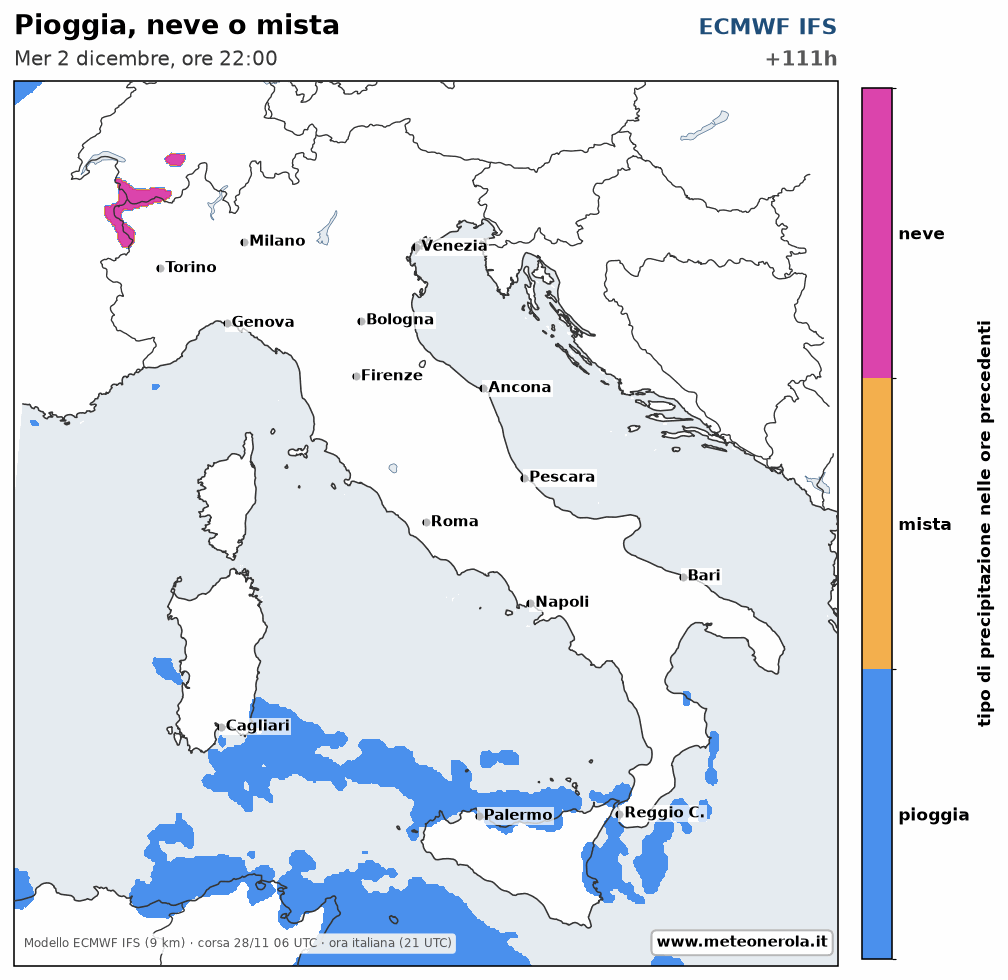 Pioggia, neve o mista
ECMWF IFS
Mer 2 dicembre, ore 22:00
+111h
Milano
Venezia
Torino
Genova
Bologna
Firenze
Ancona
Pescara
Roma
Bari
Napoli
Cagliari
Palermo
Reggio C.
neve
mista
pioggia
tipo di precipitazione nelle ore precedenti
Modello ECMWF IFS (9 km) · corsa 28/11 06 UTC · ora italiana (21 UTC)
www.meteonerola.it